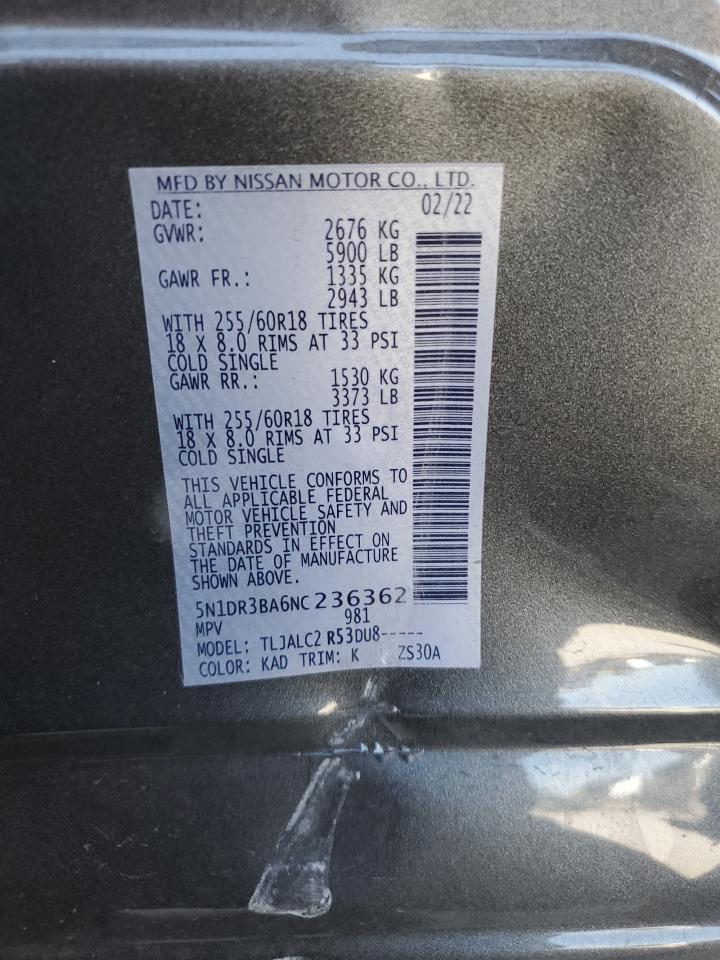 MFD BY NISSAN MOTOR CO., LTD.
DATE: 02/22
GVWR: 2676 KG
5900 LB
GAWR FR.: 1335 KG
2943 LB
WITH 255/60R18 TIRES
18 X 8.0 RIMS AT 33 PSI
COLD SINGLE
GAWR RR.: 1530 KG
3373 LB
WITH 255/60R18 TIRES
18 X 8.0 RIMS AT 33 PSI
COLD SINGLE
THIS VEHICLE CONFORMS TO
ALL APPLICABLE FEDERAL
MOTOR VEHICLE SAFETY AND
THEFT PREVENTION
STANDARDS IN EFFECT ON
THE DATE OF MANUFACTURE
SHOWN ABOVE.
5N1DR3BA6NC236362
MPV 981
MODEL: TLJALC2 R53DU8-----
COLOR: KAD TRIM: K ZS30A